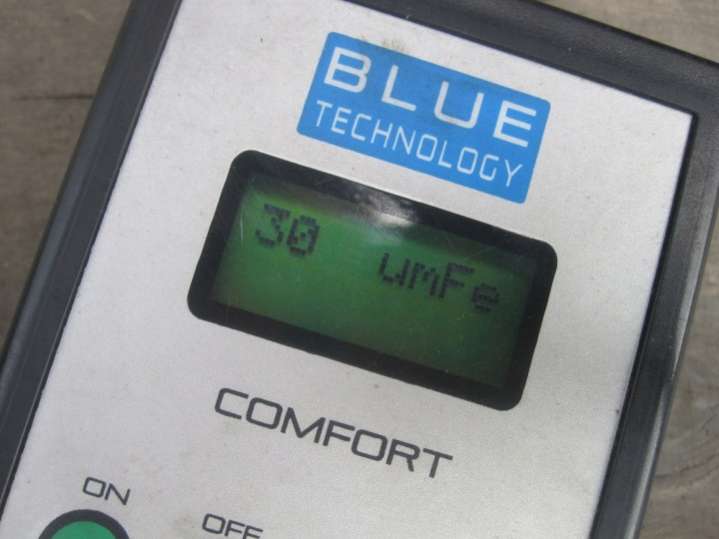 BLUE
TECHNOLOGY
30 umFe
COMFORT
ON
OFF